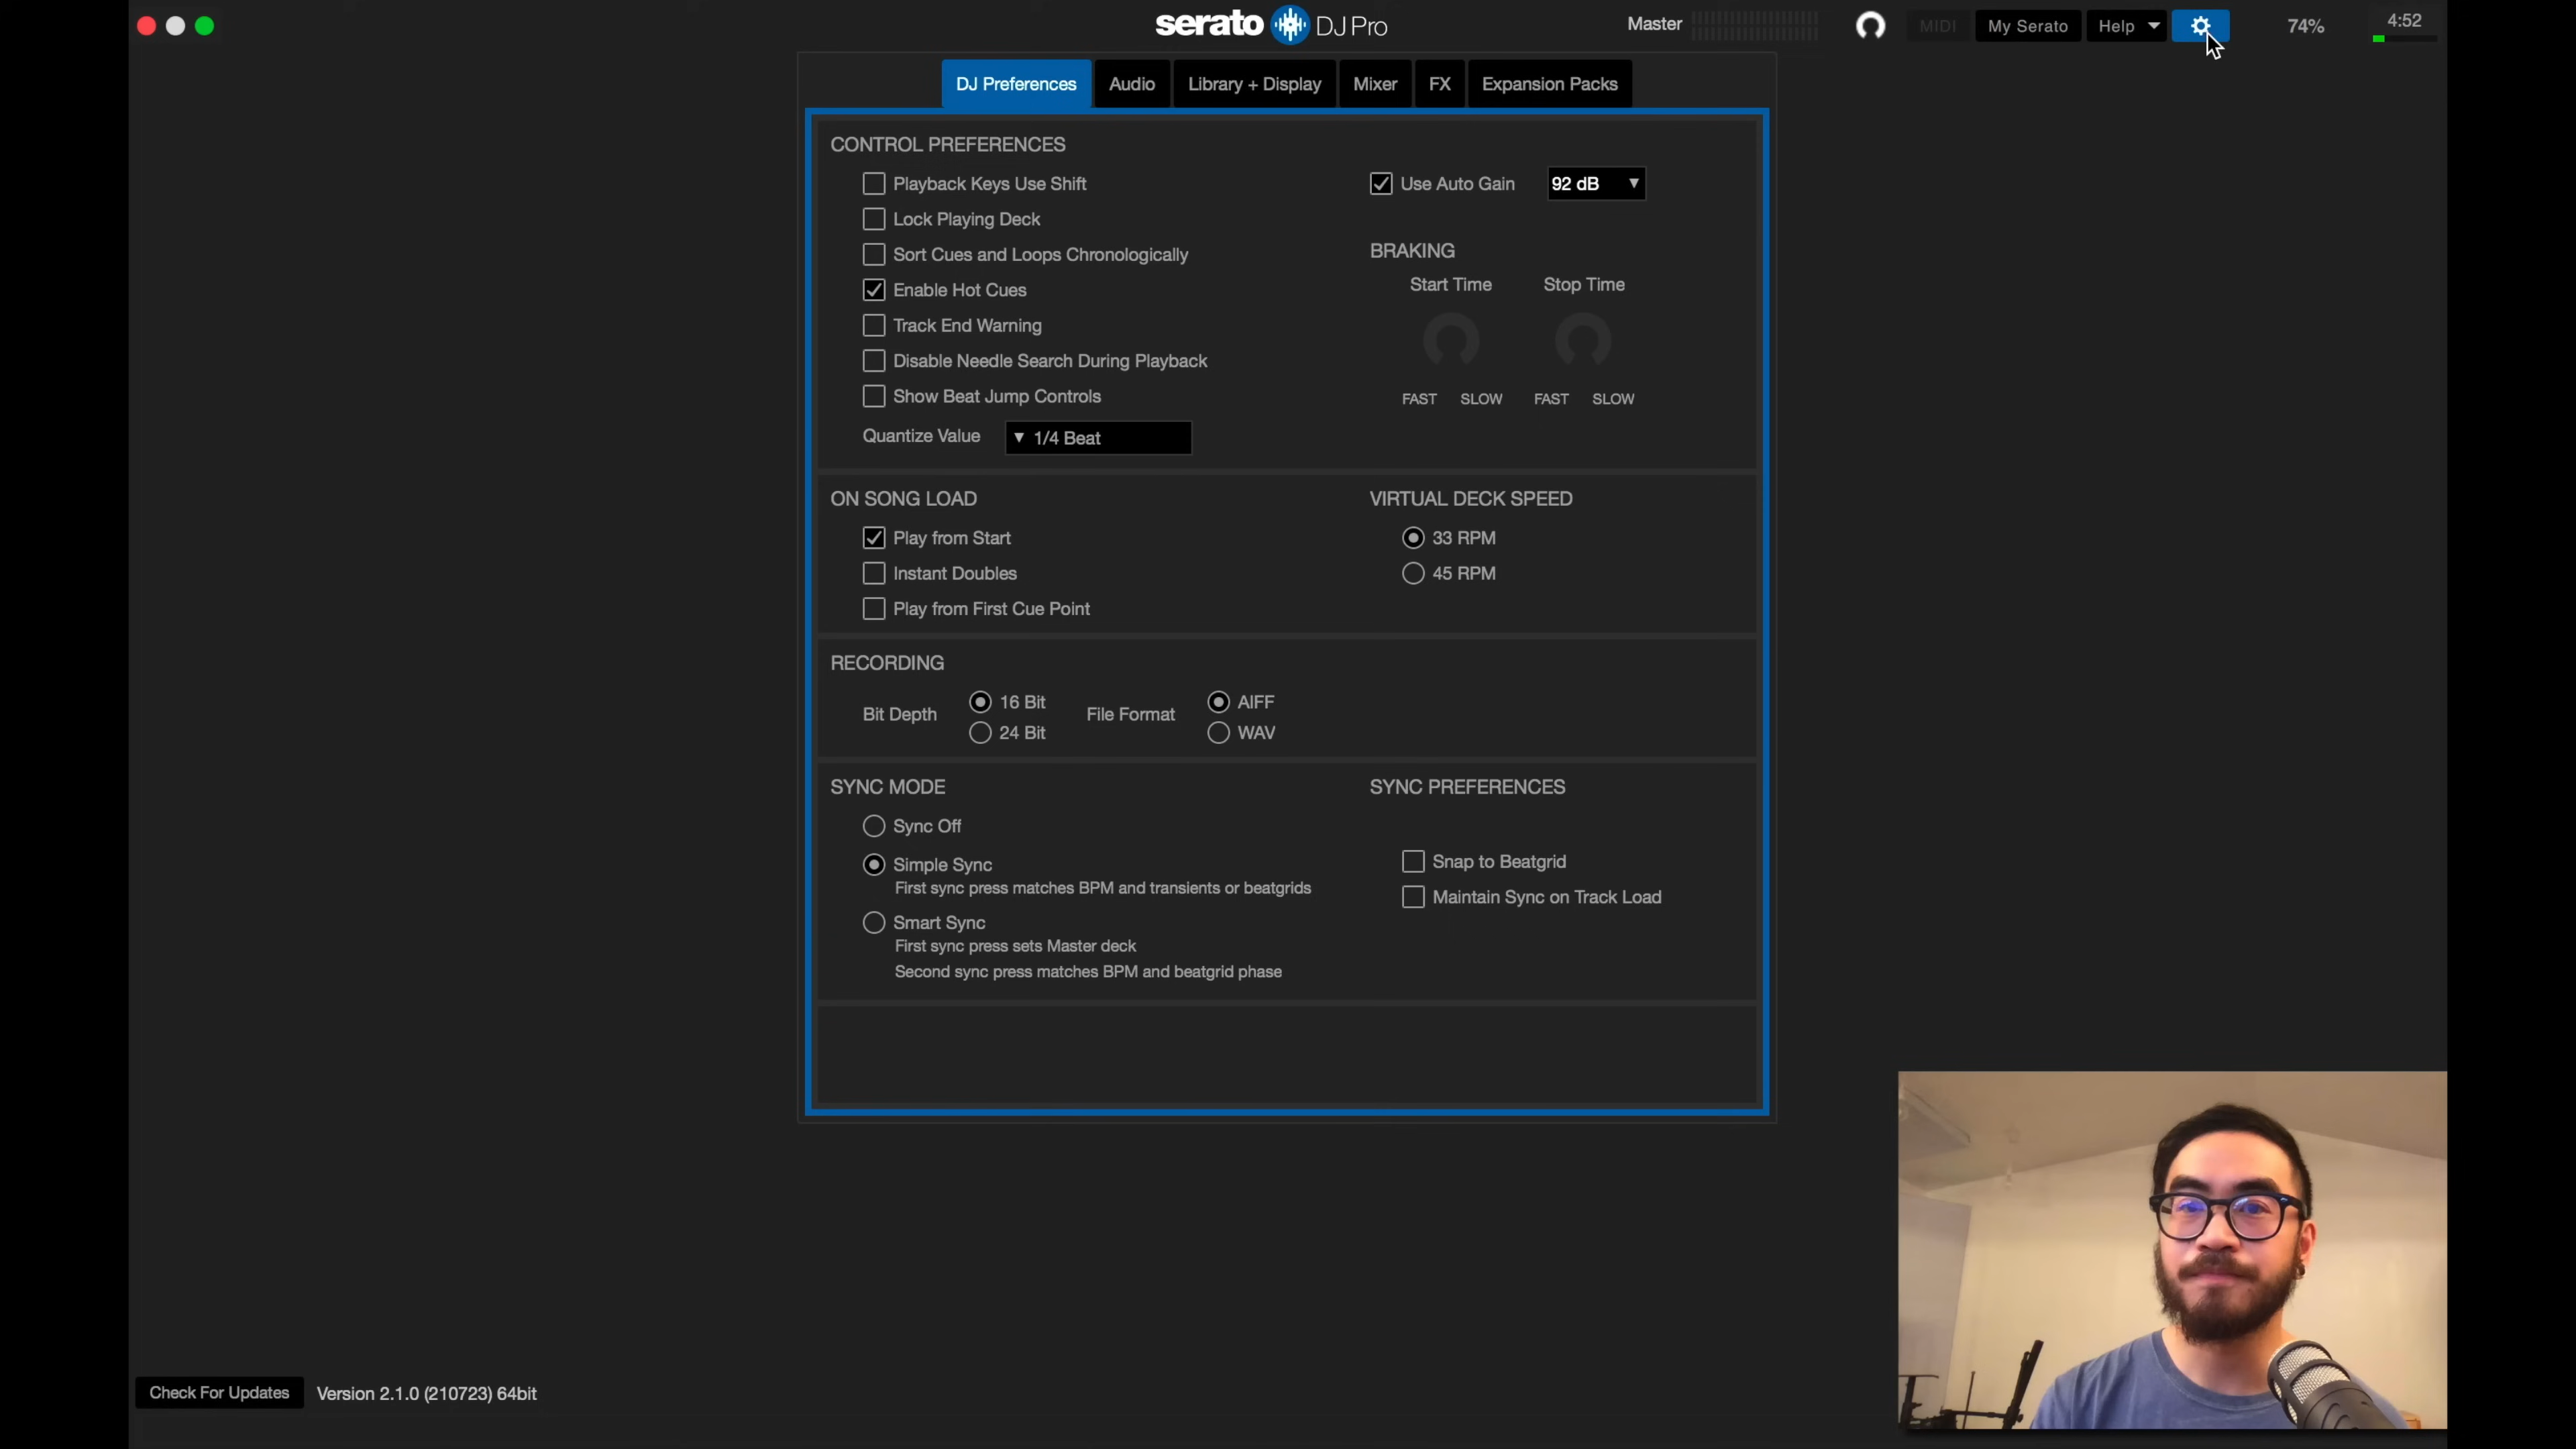 serato DJ Pro
Master
MIDI
My Serato
Help
74%
4:52
DJ Preferences
Audio
Library + Display
Mixer
FX
Expansion Packs
CONTROL PREFERENCES
Playback Keys Use Shift
Lock Playing Deck
Sort Cues and Loops Chronologically
Enable Hot Cues
Track End Warning
Disable Needle Search During Playback
Show Beat Jump Controls
Quantize Value 1/4 Beat
Use Auto Gain 92 dB
BRAKING
Start Time Stop Time
FAST SLOW FAST SLOW
ON SONG LOAD
Play from Start
Instant Doubles
Play from First Cue Point
VIRTUAL DECK SPEED
33 RPM
45 RPM
RECORDING
Bit Depth
16 Bit
24 Bit
File Format
AIFF
WAV
SYNC MODE
Sync Off
Simple Sync
First sync press matches BPM and transients or beatgrids
Smart Sync
First sync press sets Master deck
Second sync press matches BPM and beatgrid phase
SYNC PREFERENCES
Snap to Beatgrid
Maintain Sync on Track Load
Check For Updates
Version 2.1.0 (210723) 64bit